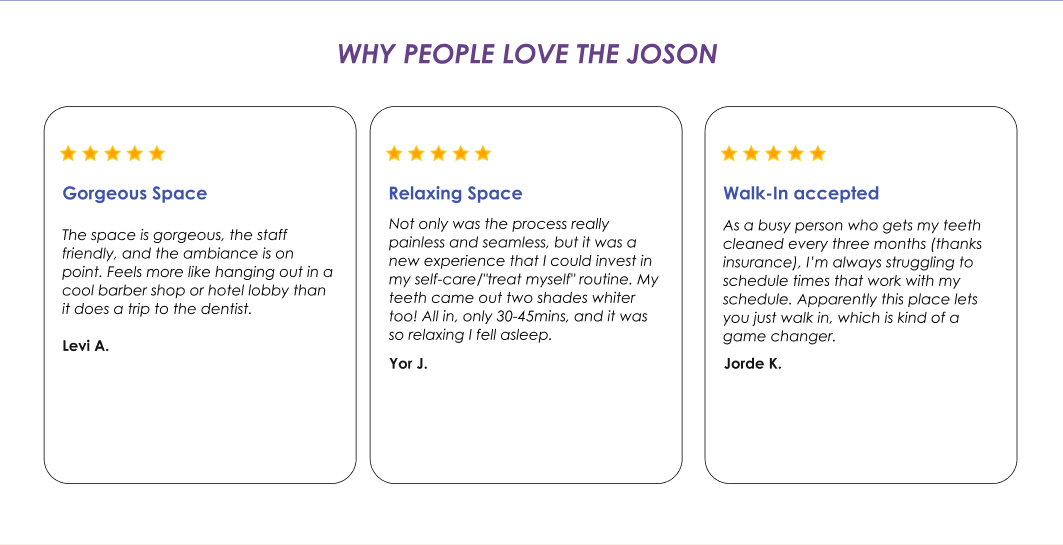 WHY PEOPLE LOVE THE JOSON
Gorgeous Space
The space is gorgeous, the staff
friendly, and the ambiance is on
point. Feels more like hanging out in a
cool barber shop or hotel lobby than
it does a trip to the dentist.
Levi A.
Relaxing Space
Not only was the process really
painless and seamless, but it was a
new experience that I could invest in
my self-care/"treat myself" routine. My
teeth came out two shades whiter
too! All in, only 30-45mins, and it was
so relaxing I fell asleep.
Yor J.
Walk-In accepted
As a busy person who gets my teeth
cleaned every three months (thanks
insurance), I'm always struggling to
schedule times that work with my
schedule. Apparently this place lets
you just walk in, which is kind of a
game changer.
Jorde K.